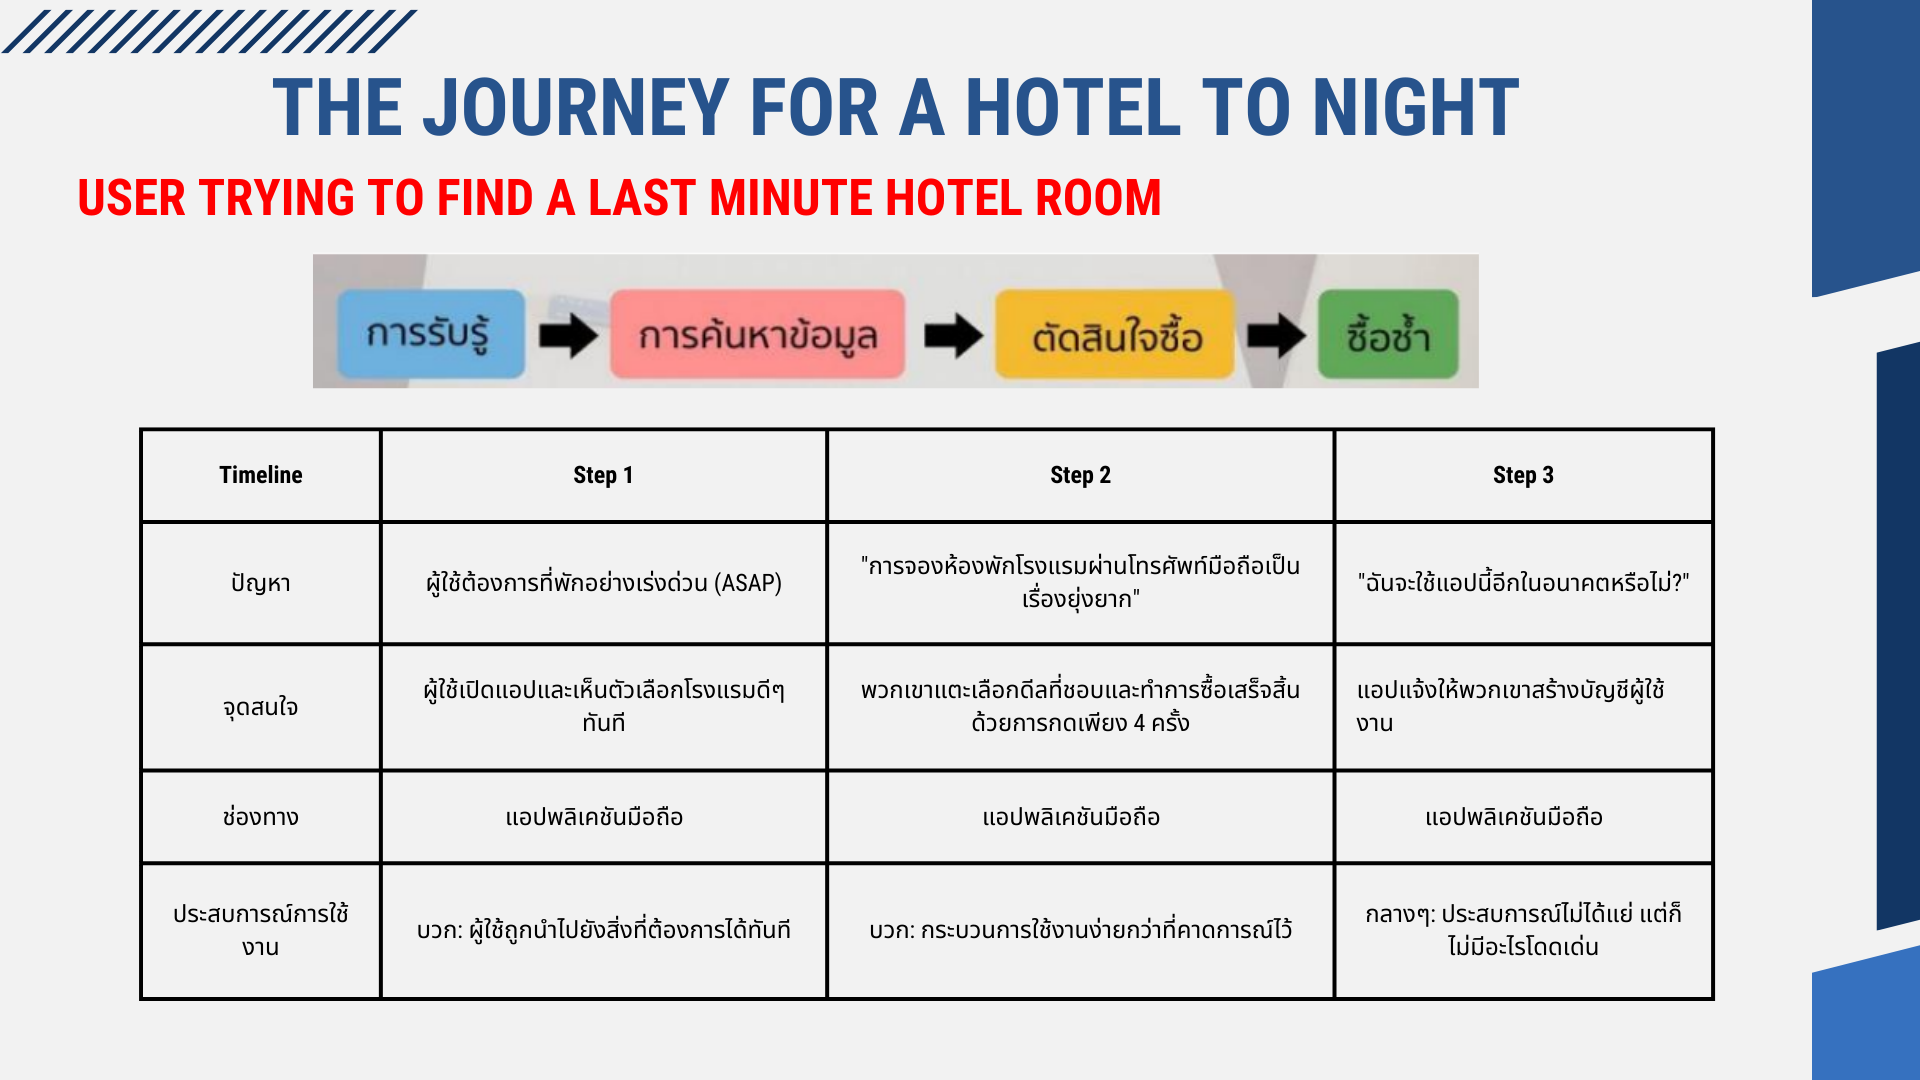 THE JOURNEY FOR A HOTEL TO NIGHT
USER TRYING TO FIND A LAST MINUTE HOTEL ROOM
การรับรู้
การค้นหาข้อมูล
ตัดสินใจซื้อ
ซื้อซ้ำ
Timeline
Step 1
Step 2
Step 3
ปัญหา
ผู้ใช้ต้องการที่พักอย่างเร่งด่วน (ASAP)
"การจองห้องพักโรงแรมผ่านโทรศัพท์มือถือเป็น
เรื่องยุ่งยาก"
"ฉันจะใช้แอปนี้อีกในอนาคตหรือไม่?"
จุดสนใจ
ผู้ใช้เปิดแอปและเห็นตัวเลือกโรงแรมดีๆ
ทันที
พวกเขาแตะเลือกดีลที่ชอบและทำการซื้อเสร็จสิ้น
ด้วยการกดเพียง 4 ครั้ง
แอปแจ้งให้พวกเขาสร้างบัญชีผู้ใช้
งาน
ช่องทาง
แอปพลิเคชันมือถือ
แอปพลิเคชันมือถือ
แอปพลิเคชันมือถือ
ประสบการณ์การใช้
งาน
บวก: ผู้ใช้ถูกนำไปยังสิ่งที่ต้องการได้ทันที
บวก: กระบวนการใช้งานง่ายกว่าที่คาดการณ์ไว้
กลางๆ: ประสบการณ์ไม่ได้แย่ แต่ก็
ไม่มีอะไรโดดเด่น